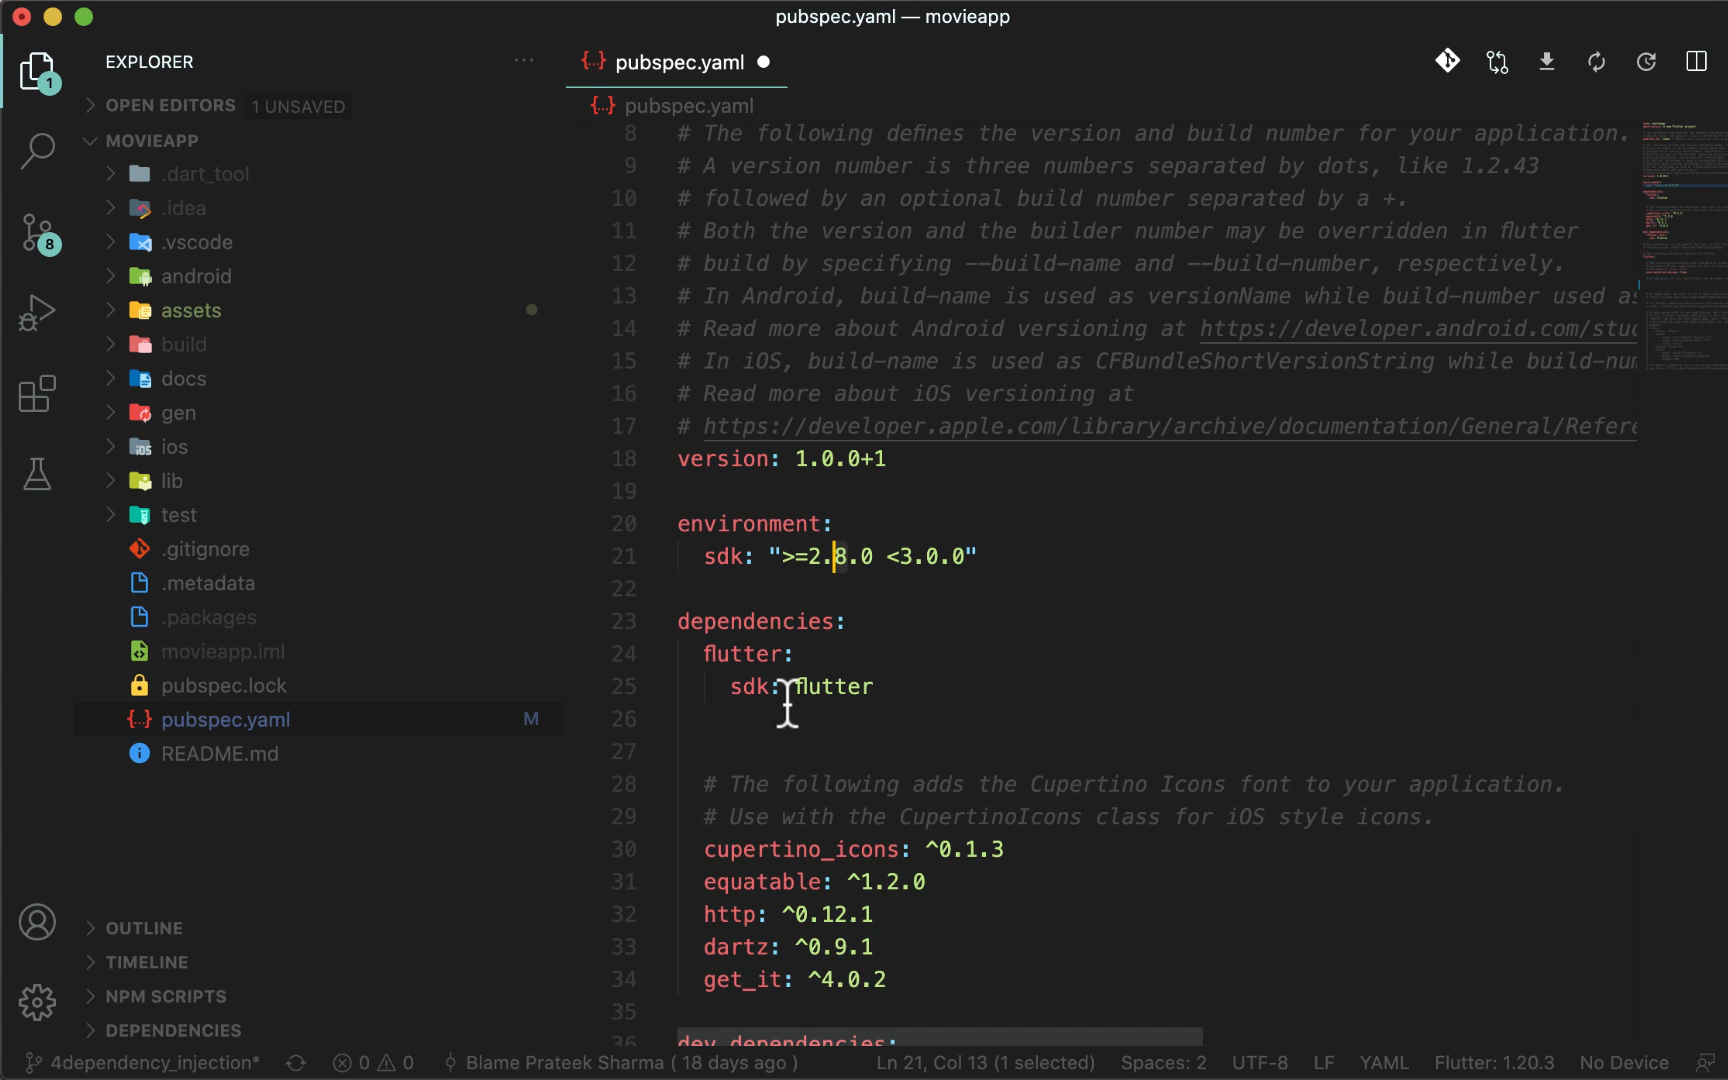 pubspec.yaml — movieapp
EXPLORER
OPEN EDITORS 1 UNSAVED
MOVIEAPP
.dart_tool
.idea
.vscode
android
assets
build
docs
gen
ios
lib
test
.gitignore
.metadata
.packages
movieapp.iml
pubspec.lock
pubspec.yaml M
README.md
OUTLINE
TIMELINE
NPM SCRIPTS
DEPENDENCIES
1
8
{..} pubspec.yaml
{..} pubspec.yaml
8 # The following defines the version and build number for your application.
9 # A version number is three numbers separated by dots, like 1.2.43
10 # followed by an optional build number separated by a +.
11 # Both the version and the builder number may be overridden in flutter
12 # build by specifying --build-name and --build-number, respectively.
13 # In Android, build-name is used as versionName while build-number used as
14 # Read more about Android versioning at https://developer.android.com/stud
15 # In iOS, build-name is used as CFBundleShortVersionString while build-num
16 # Read more about iOS versioning at
17 # https://developer.apple.com/library/archive/documentation/General/Refere
18 version: 1.0.0+1
19
20 environment:
21 sdk: ">=2.8.0 <3.0.0"
22
23 dependencies:
24 flutter:
25 sdk: flutter
26
27
28 # The following adds the Cupertino Icons font to your application.
29 # Use with the CupertinoIcons class for iOS style icons.
30 cupertino_icons: ^0.1.3
31 equatable: ^1.2.0
32 http: ^0.12.1
33 dartz: ^0.9.1
34 get_it: ^4.0.2
35
36 dev_dependencies:
4dependency_injection* 0 0 Blame Prateek Sharma ( 18 days ago ) Ln 21, Col 13 (1 selected) Spaces: 2 UTF-8 LF YAML Flutter: 1.20.3 No Device